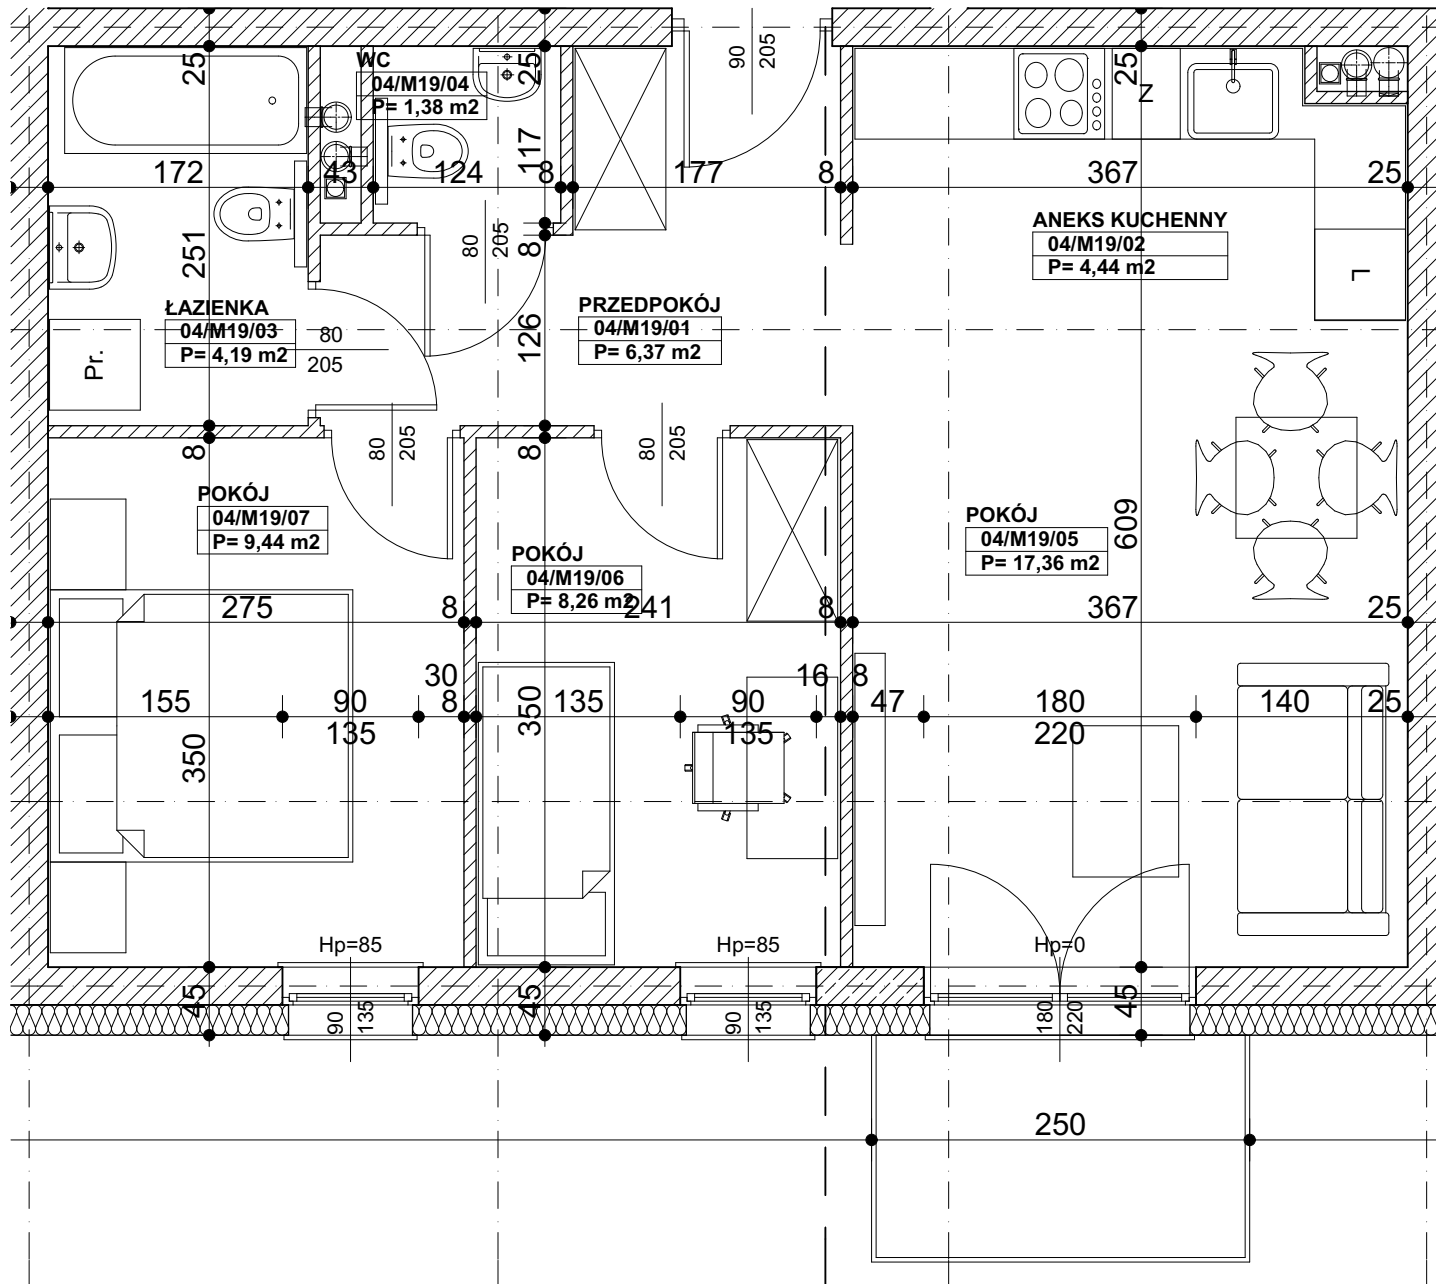 25
WC
04/M19/04
P= 1,38 m2
25
90
205
25
Z
172
43
124
117
8
177
8
367
25
251
80
205
8
ANEKS KUCHENNY
04/M19/02
P= 4,44 m2
L
ŁAZIENKA
04/M19/03
P= 4,19 m2
80
205
126
PRZEDPOKÓJ
04/M19/01
P= 6,37 m2
Pr.
8
80
205
8
80
205
POKÓJ
04/M19/07
P= 9,44 m2
POKÓJ
04/M19/06
P= 8,26 m2
POKÓJ
04/M19/05
P= 17,36 m2
609
275
8
241
8
367
25
30
16
8
155
90
8
135
90
47
180
140
25
135
135
220
350
350
Hp=85
Hp=85
Hp=0
45
90
135
45
90
135
180
220
45
250